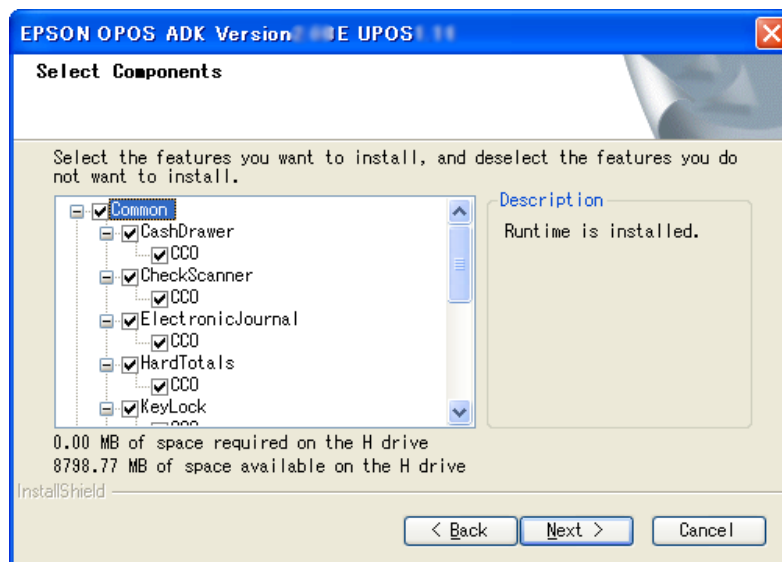 EPSON OPOS ADK Version E UPOS
Select Components
Select the features you want to install, and deselect the features you do
not want to install.
Common
CashDrawer
CCO
CheckScanner
CCO
ElectronicJournal
CCO
HardTotals
CCO
KeyLock
Description
Runtime is installed.
0.00 MB of space required on the H drive
8798.77 MB of space available on the H drive
InstallShield
< Back
Next >
Cancel